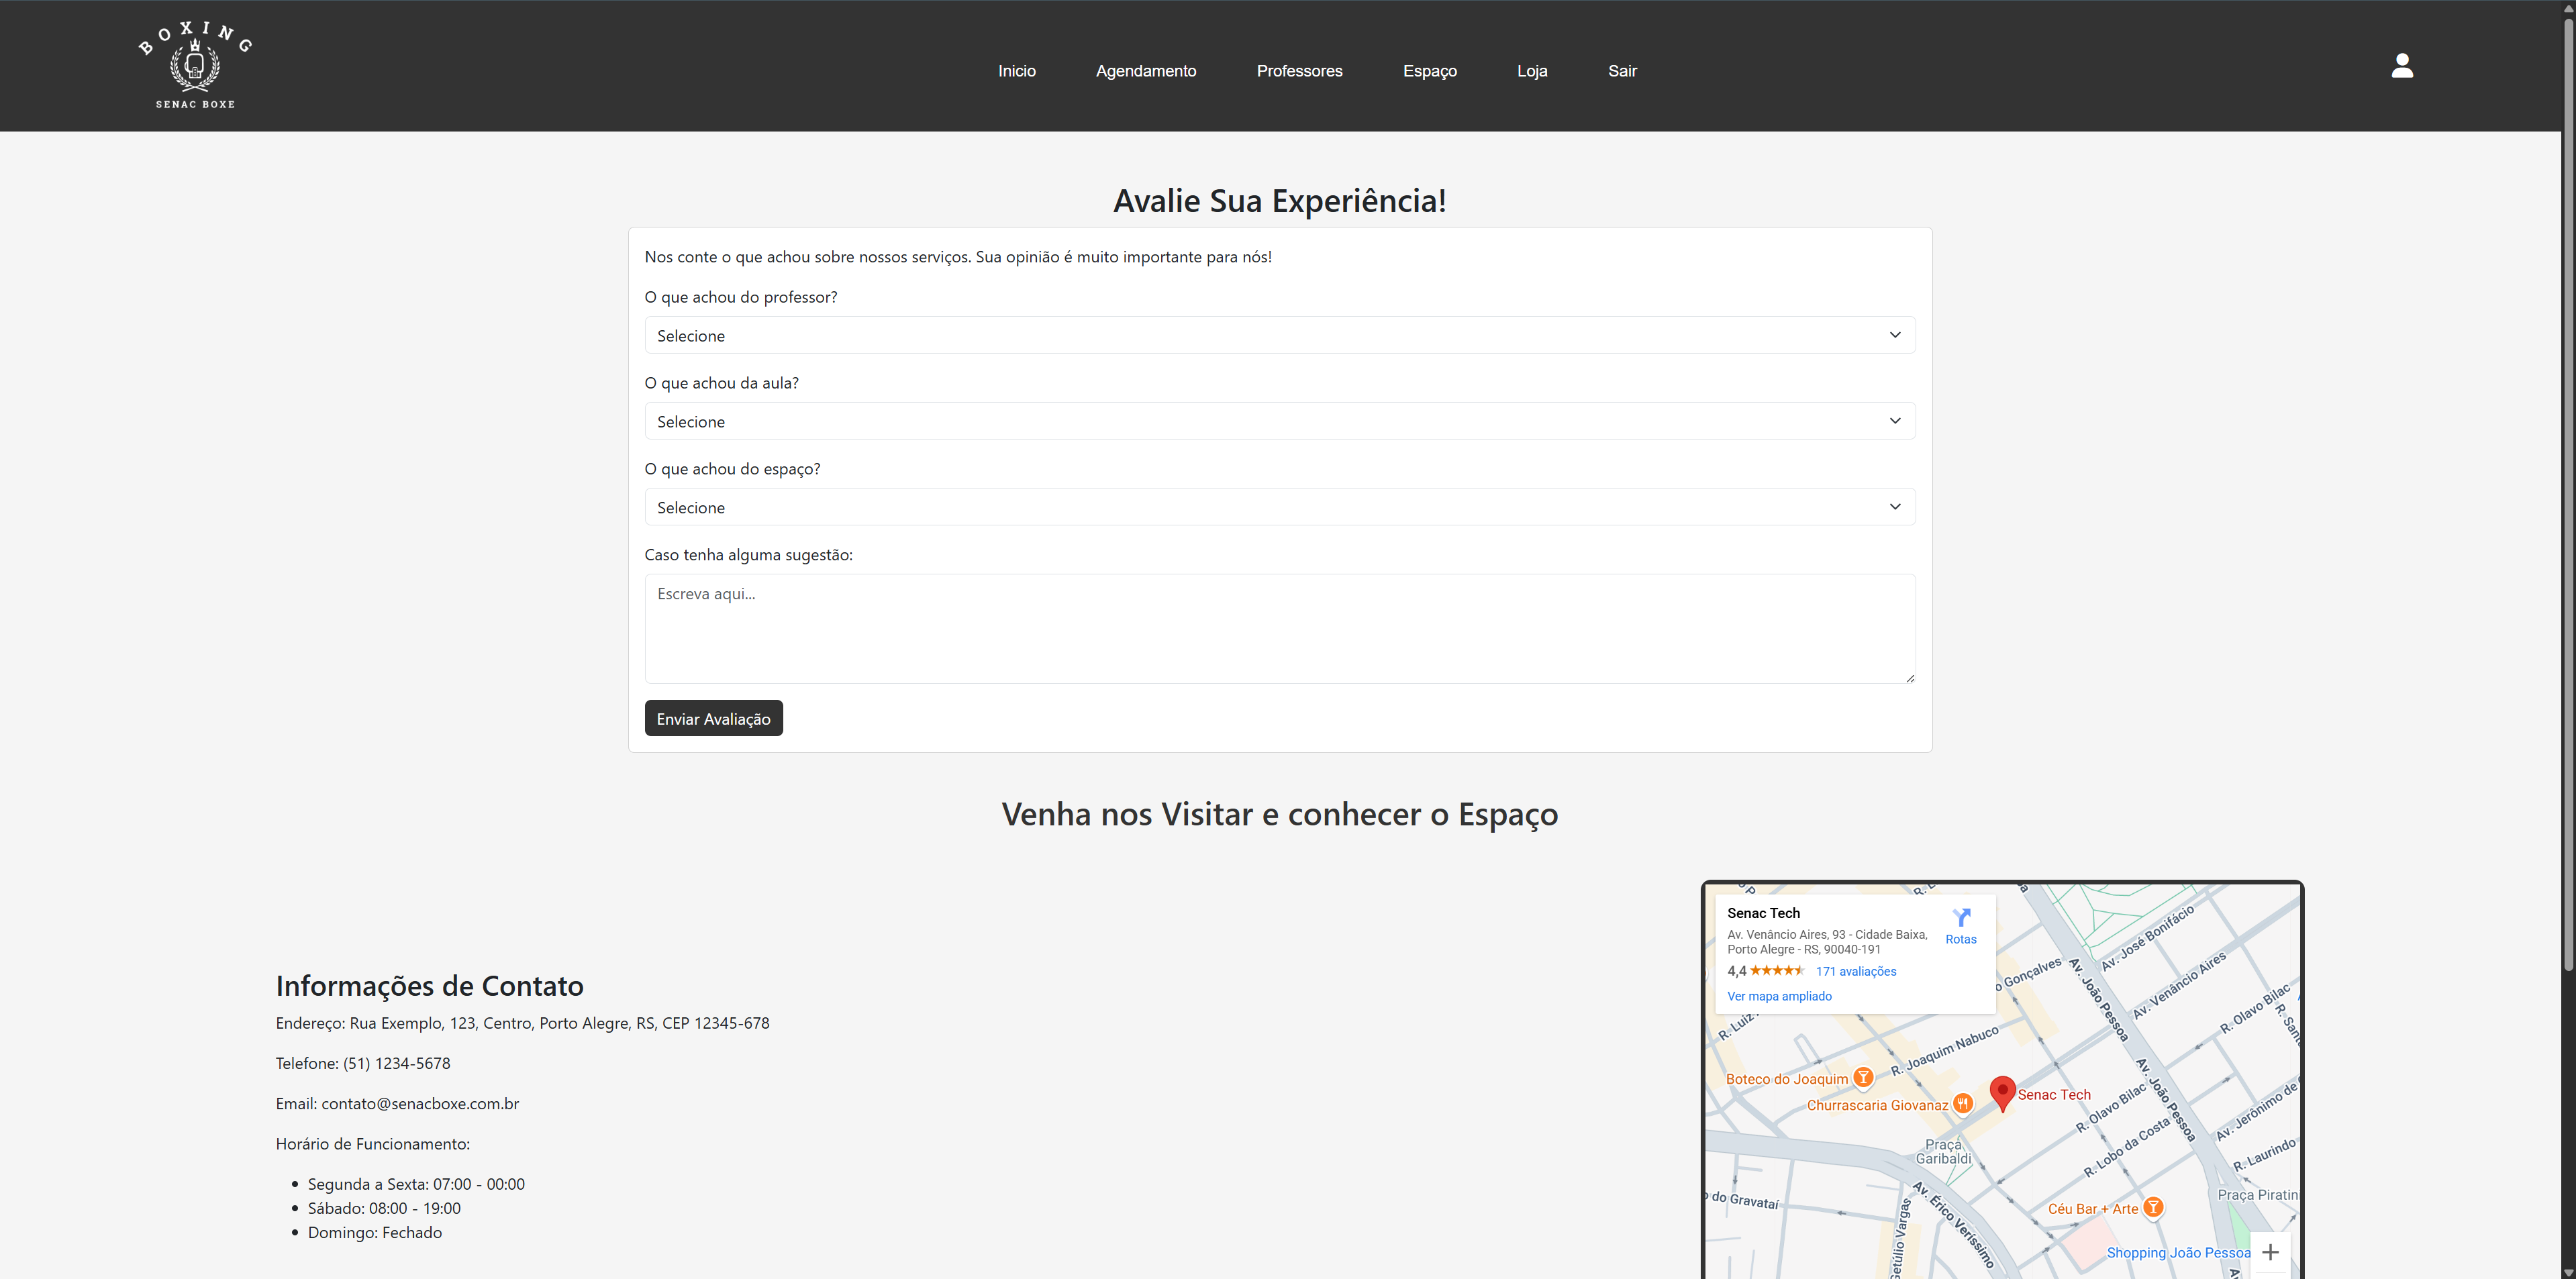 BOXING
SENAC BOXE
Inicio
Agendamento
Professores
Espaço
Loja
Sair
Avalie Sua Experiência!
Nos conte o que achou sobre nossos serviços. Sua opinião é muito importante para nós!
O que achou do professor?
Selecione
O que achou da aula?
Selecione
O que achou do espaço?
Selecione
Caso tenha alguma sugestão:
Escreva aqui...
Enviar Avaliação
Venha nos Visitar e conhecer o Espaço
Informações de Contato
Endereço: Rua Exemplo, 123, Centro, Porto Alegre, RS, CEP 12345-678
Telefone: (51) 1234-5678
Email: contato@senacboxe.com.br
Horário de Funcionamento:
Segunda a Sexta: 07:00 - 00:00
Sábado: 08:00 - 19:00
Domingo: Fechado
Senac Tech
Av. Venâncio Aires, 93 - Cidade Baixa,
Porto Alegre - RS, 90040-191
4,4
171 avaliações
Ver mapa ampliado
Rotas
Av. José Bonifácio
Av. Venâncio Aires
Av. João Pessoa
o Gonçalves
R. Olavo Bilac
R. Luiz
R. Joaquim Nabuco
Boteco do Joaquim
Churrascaria Giovanaz
Senac Tech
Av. João Pessoa
R. Olavo Bilac
Av. Jerônimo de
Praça
Garibaldi
R. Lobo da Costa
R. Laurindo
do Gravataí
Av. Érico Veríssimo
Getúlio Vargas
Praça Piratin
Céu Bar + Arte
Shopping João Pessoa